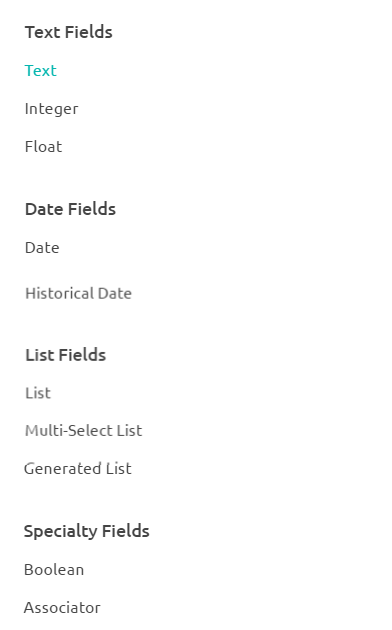 Text Fields
Text
Integer
Float
Date Fields
Date
Historical Date
List Fields
List
Multi-Select List
Generated List
Specialty Fields
Boolean
Associator